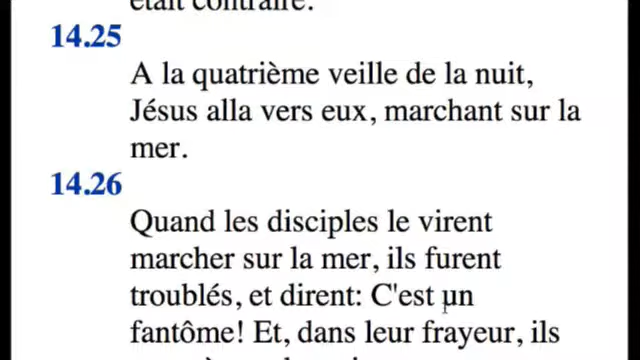 était contraire.
14.25
A la quatrième veille de la nuit,
Jésus alla vers eux, marchant sur la
mer.
14.26
Quand les disciples le virent
marcher sur la mer, ils furent
troublés, et dirent: C'est un
fantôme! Et, dans leur frayeur, ils